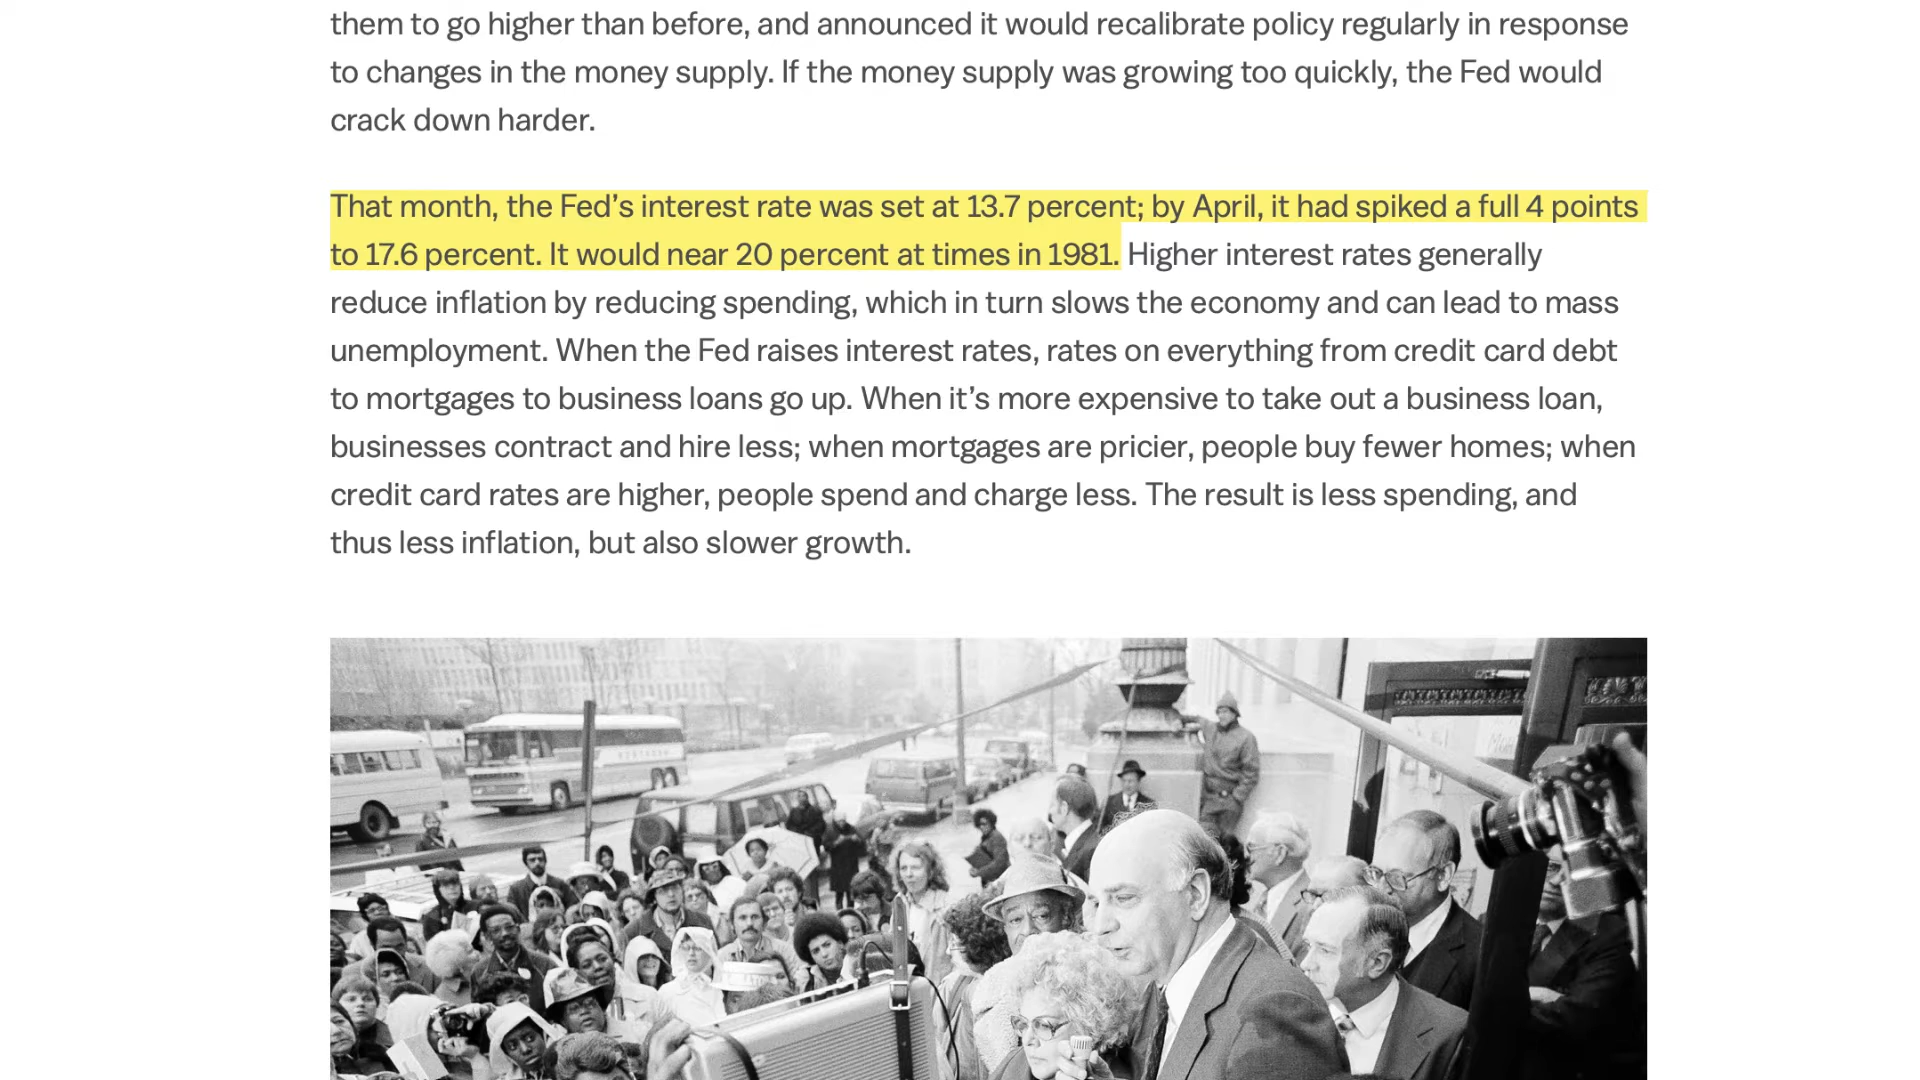 them to go higher than before, and announced it would recalibrate policy regularly in response
to changes in the money supply. If the money supply was growing too quickly, the Fed would
crack down harder.
That month, the Fed’s interest rate was set at 13.7 percent; by April, it had spiked a full 4 points
to 17.6 percent. It would near 20 percent at times in 1981. Higher interest rates generally
reduce inflation by reducing spending, which in turn slows the economy and can lead to mass
unemployment. When the Fed raises interest rates, rates on everything from credit card debt
to mortgages to business loans go up. When it’s more expensive to take out a business loan,
businesses contract and hire less; when mortgages are pricier, people buy fewer homes; when
credit card rates are higher, people spend and charge less. The result is less spending, and
thus less inflation, but also slower growth.